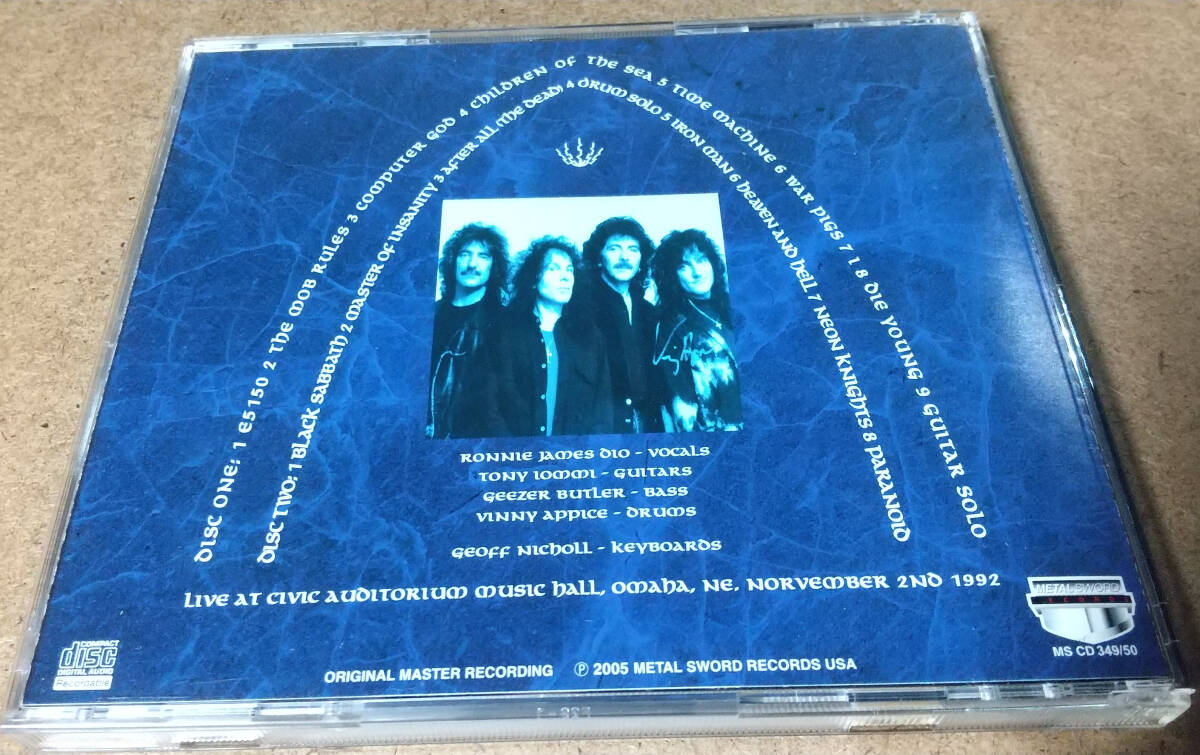 DISC ONE: 1 E5150 2 THE MOB RULES 3 COMPUTER GOD 4 CHILDREN OF THE SEA 5 TIME MACHINE 6 WAR PIGS 7 1 8 DIE YOUNG 9 GUITAR SOLO
DISC TWO: 1 BLACK SABBATH 2 MASTER OF INSANITY 3 AFTER ALL (THE DEAD) 4 DRUM SOLO 5 IRON MAN 6 HEAVEN AND HELL 7 NEON KNIGHTS 8 PARANOID
RONNIE JAMES DIO - VOCALS
TONY IOMMI - GUITARS
GEEZER BUTLER - BASS
VINNY APPICE - DRUMS
GEOFF NICHOLL - KEYBOARDS
LIVE AT CIVIC AUDITORIUM MUSIC HALL, OMAHA, NE. NORVEMBER 2ND 1992
METAL SWORD
RECORDS
MS CD 349/50
COMPACT
disc
DIGITAL AUDIO
Recordable
ORIGINAL MASTER RECORDING ℗ 2005 METAL SWORD RECORDS USA